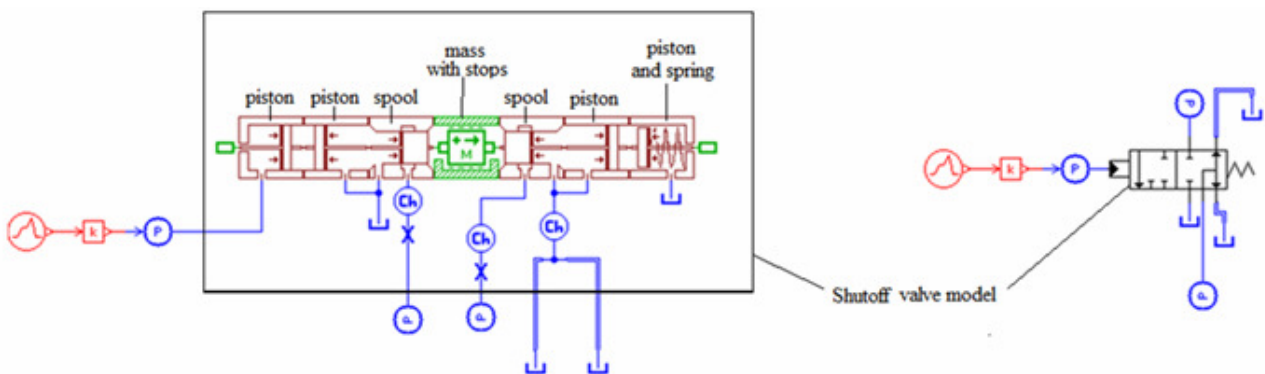 mass
with stops
piston
and spring
piston piston spool
spool piston
M
Ch
Ch
Ch
k
P
P
P
P
k
P
P
Shutoff valve model